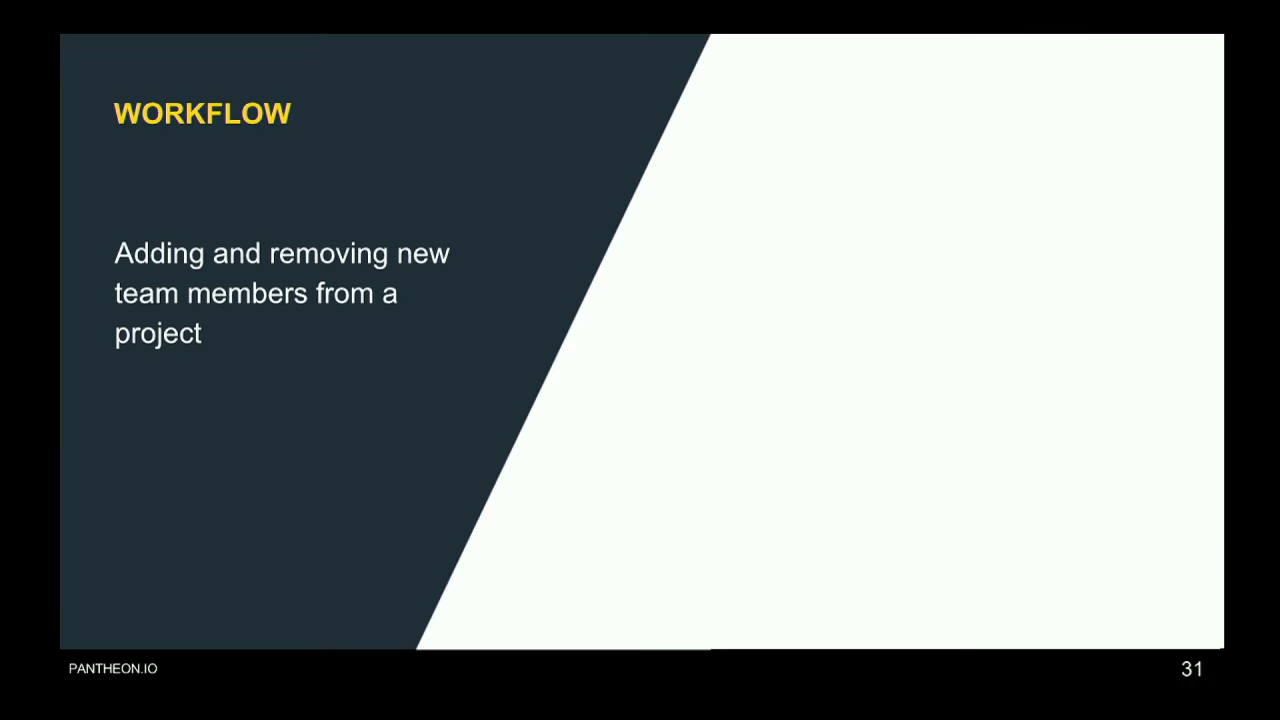 WORKFLOW
Adding and removing new
team members from a
project
PANTHEON.IO
31